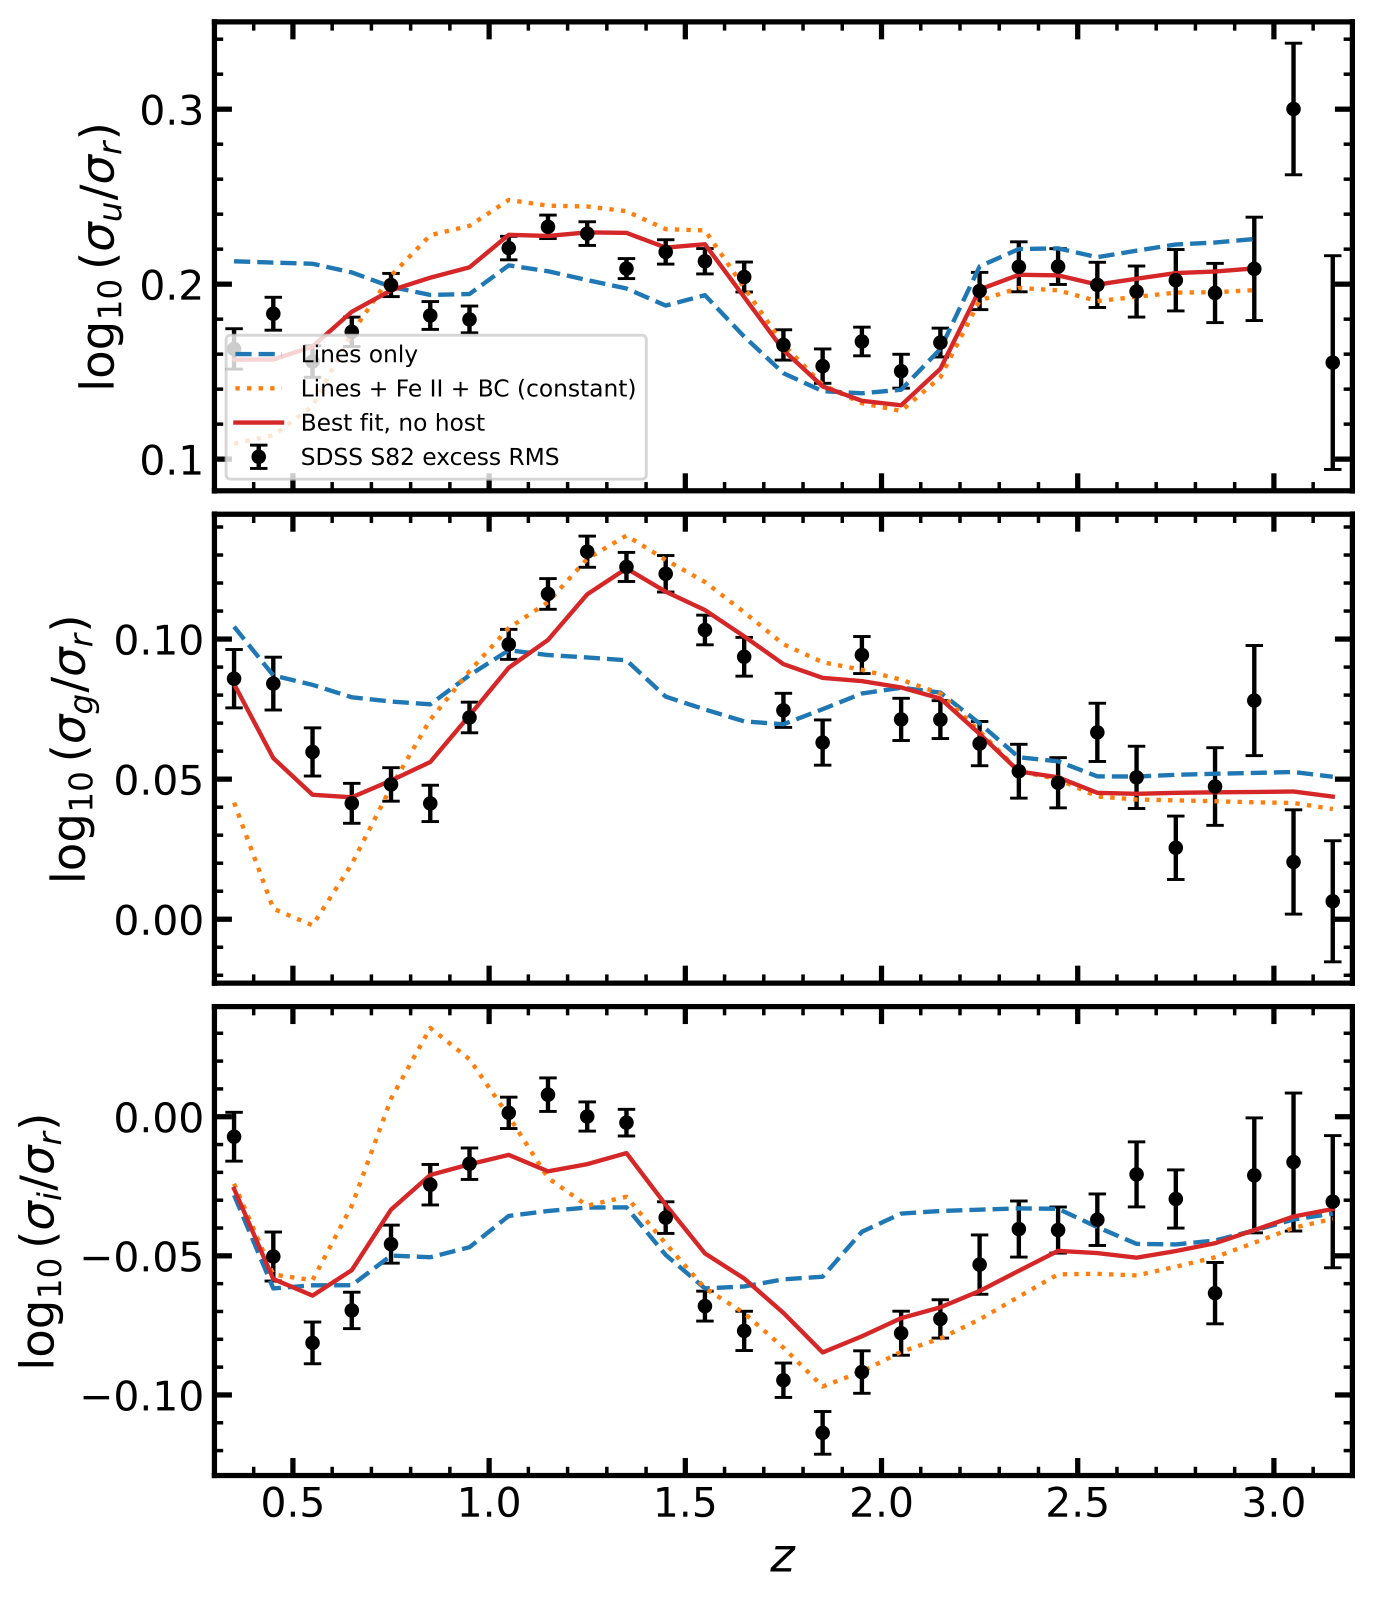 0.3
0.2
0.1
log₁₀ (σᵤ/σᵣ)
Lines only
Lines + Fe II + BC (constant)
Best fit, no host
SDSS S82 excess RMS
0.10
0.05
0.00
log₁₀ (σ_g/σᵣ)
0.00
−0.05
−0.10
log₁₀ (σᵢ/σᵣ)
0.5 1.0 1.5 2.0 2.5 3.0
z